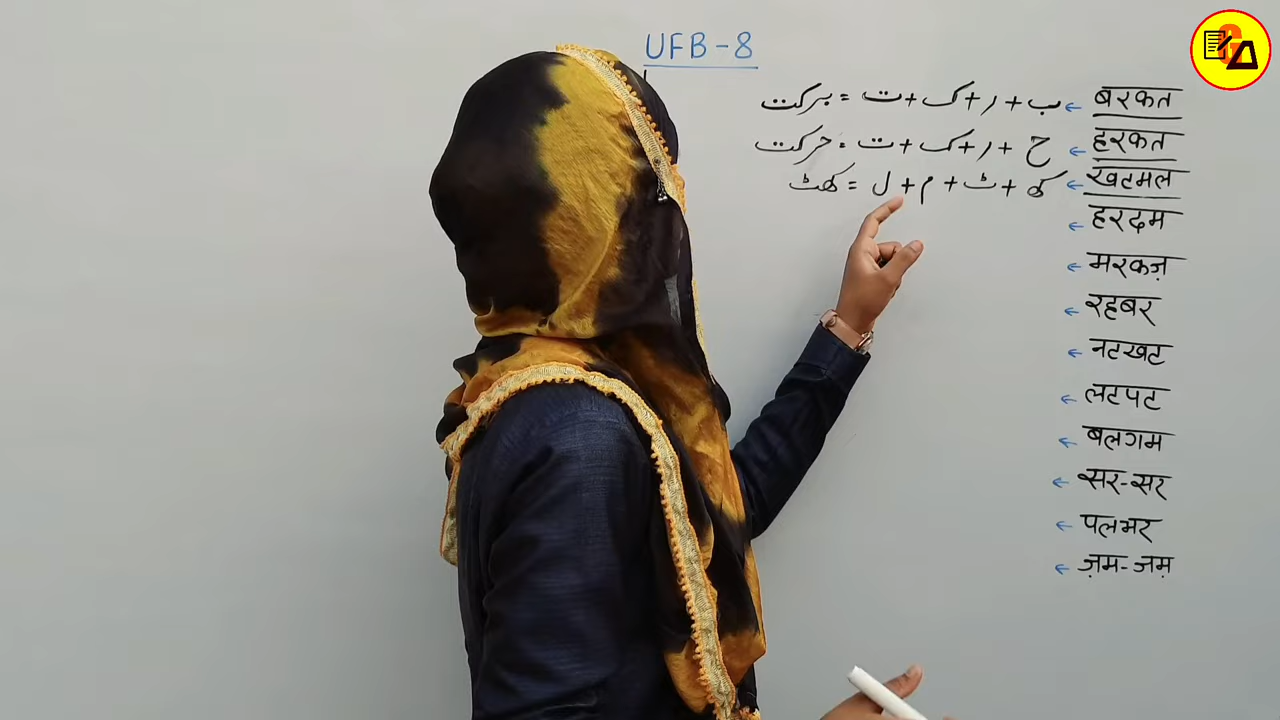 UFB-8
बरकत ← ب + ر + ک + ت = برکت
हरकत ← ح + ر + ک + ت = حرکت
खटमल ← کھ + ٹ + م + ل = کھٹ
हरदम ←
मरकज़ ←
रहबर ←
नटखट ←
लटपट ←
बलगम ←
सर-सर ←
पलभर ←
ज़म-ज़म ←